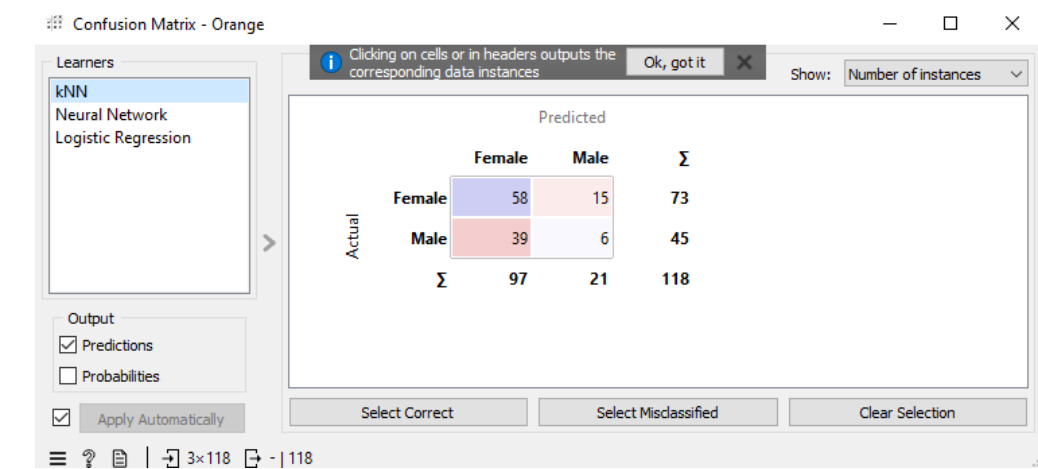 Confusion Matrix - Orange
Learners
kNN
Neural Network
Logistic Regression
Output
Predictions
Probabilities
Apply Automatically
Clicking on cells or in headers outputs the
corresponding data instances
Ok, got it
Show: Number of instances
Predicted
Female Male Σ
Actual
Female 58 15 73
Male 39 6 45
Σ 97 21 118
Select Correct Select Misclassified Clear Selection
3×118 - | 118